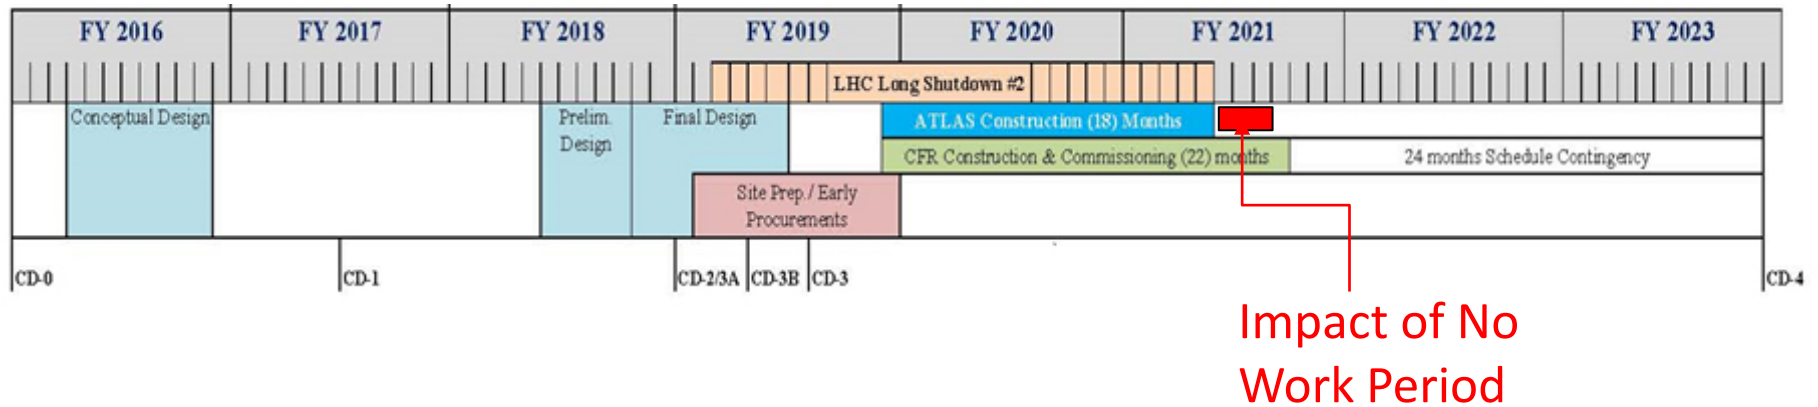 FY 2016 FY 2017 FY 2018 FY 2019 FY 2020 FY 2021 FY 2022 FY 2023
LHC Long Shutdown #2
Conceptual Design
Prelim.
Design
Final Design
ATLAS Construction (18) Months
CFR Construction & Commissioning (22) months
24 months Schedule Contingency
Site Prep./ Early
Procurements
CD-0 CD-1 CD-2/3A CD-3B CD-3 CD-4
Impact of No
Work Period